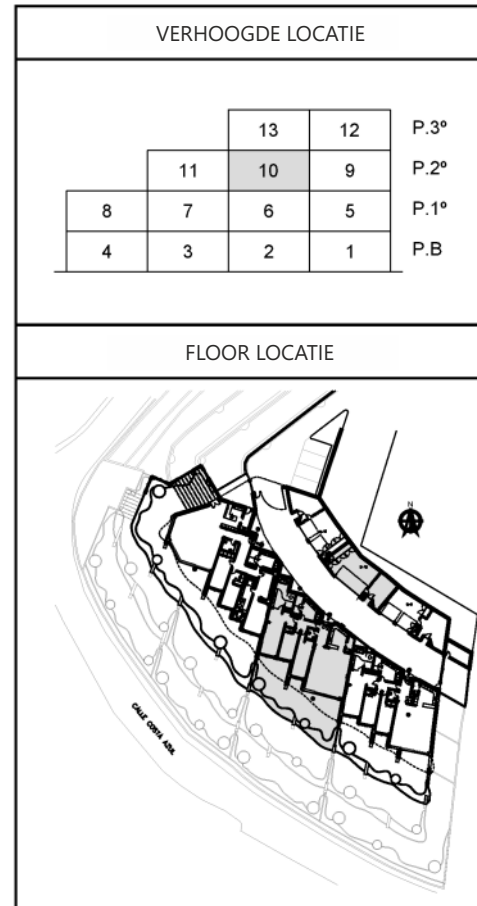 VERHOOGDE LOCATIE
13 12 P.3º
11 10 9 P.2º
8 7 6 5 P.1º
4 3 2 1 P.B
FLOOR LOCATIE
N
CALLE COSTA AZUL